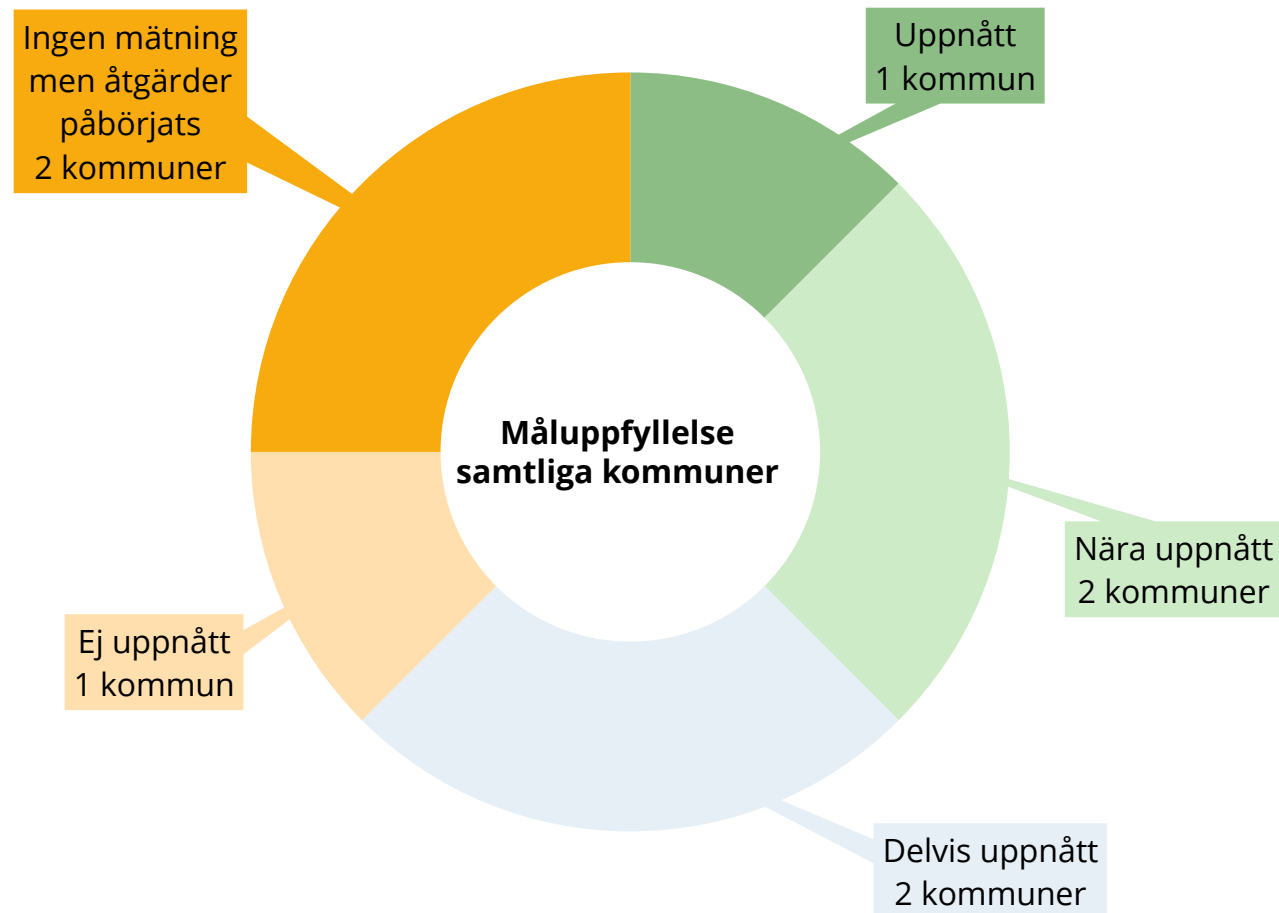 Ingen mätning
men åtgärder
påbörjats
2 kommuner
Uppnått
1 kommun
Måluppfyllelse
samtliga kommuner
Nära uppnått
2 kommuner
Ej uppnått
1 kommun
Delvis uppnått
2 kommuner